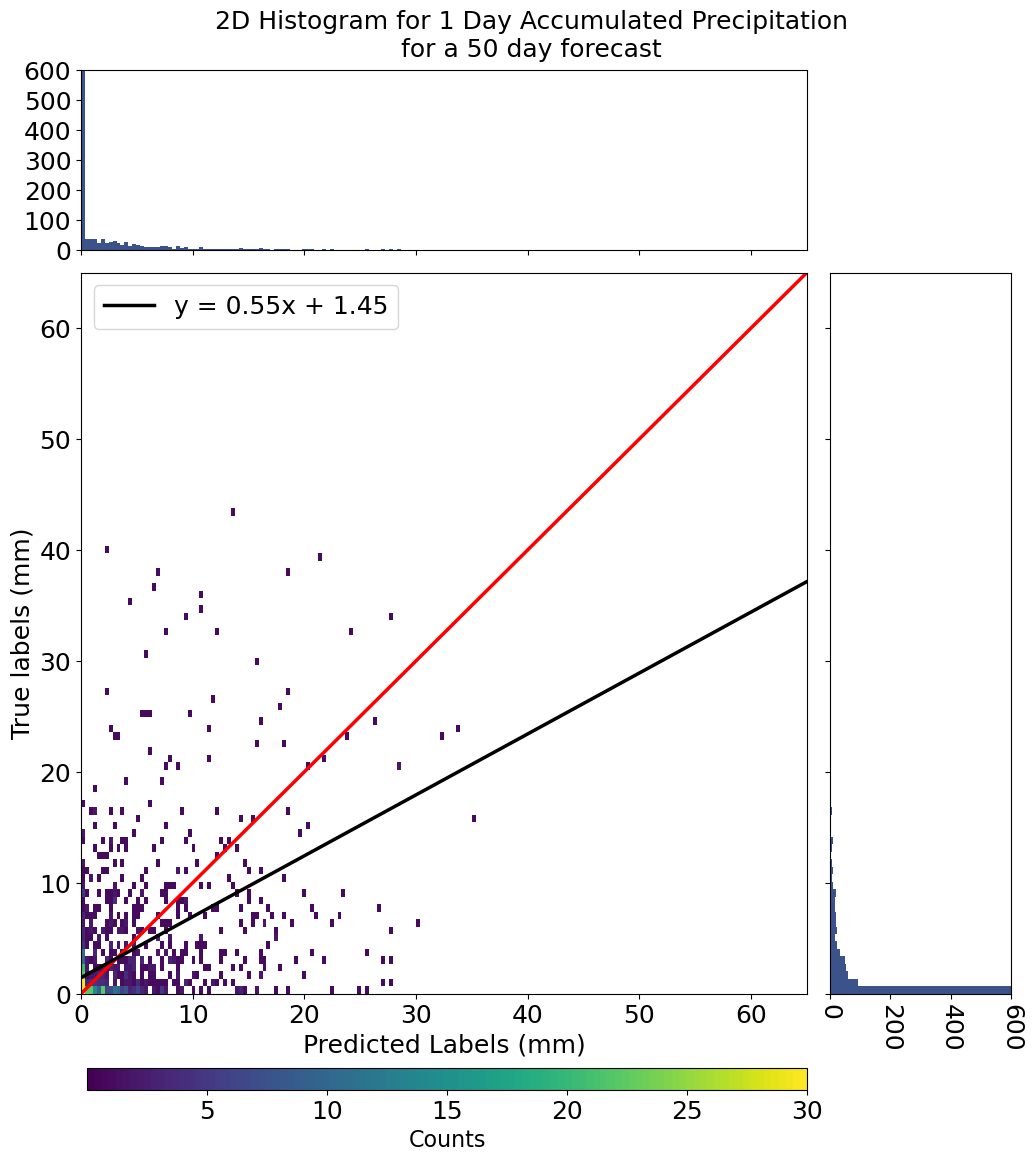 2D Histogram for 1 Day Accumulated Precipitation
for a 50 day forecast
600
500
400
300
200
100
0
y = 0.55x + 1.45
60
50
40
30
20
10
0
True labels (mm)
0 10 20 30 40 50 60
Predicted Labels (mm)
0 200 400 600
5 10 15 20 25 30
Counts